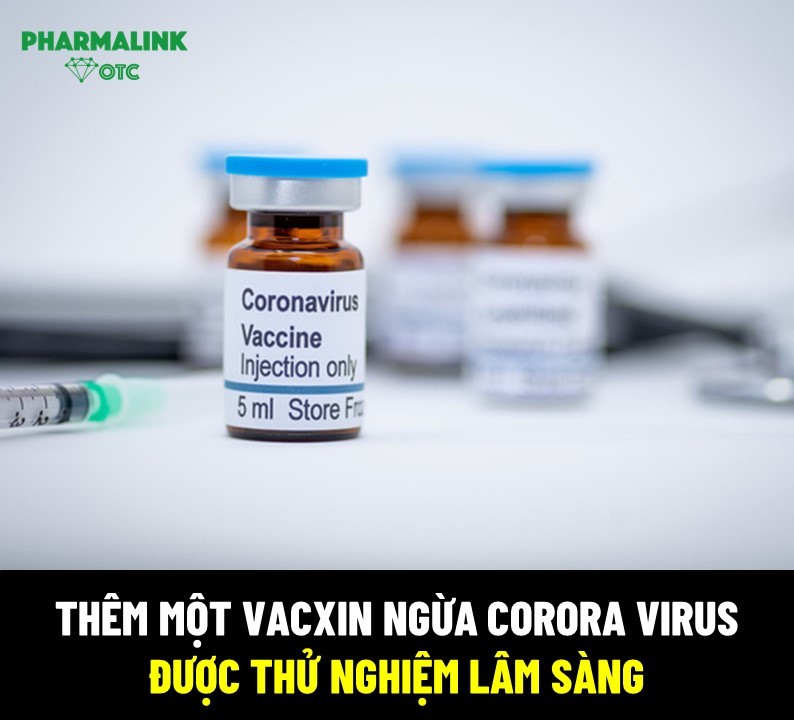 PHARMALINK
OTC
Coronavirus
Vaccine
Injection only
5 ml Store
THÊM MỘT VACXIN NGỪA CORORA VIRUS
ĐƯỢC THỬ NGHIỆM LÂM SÀNG